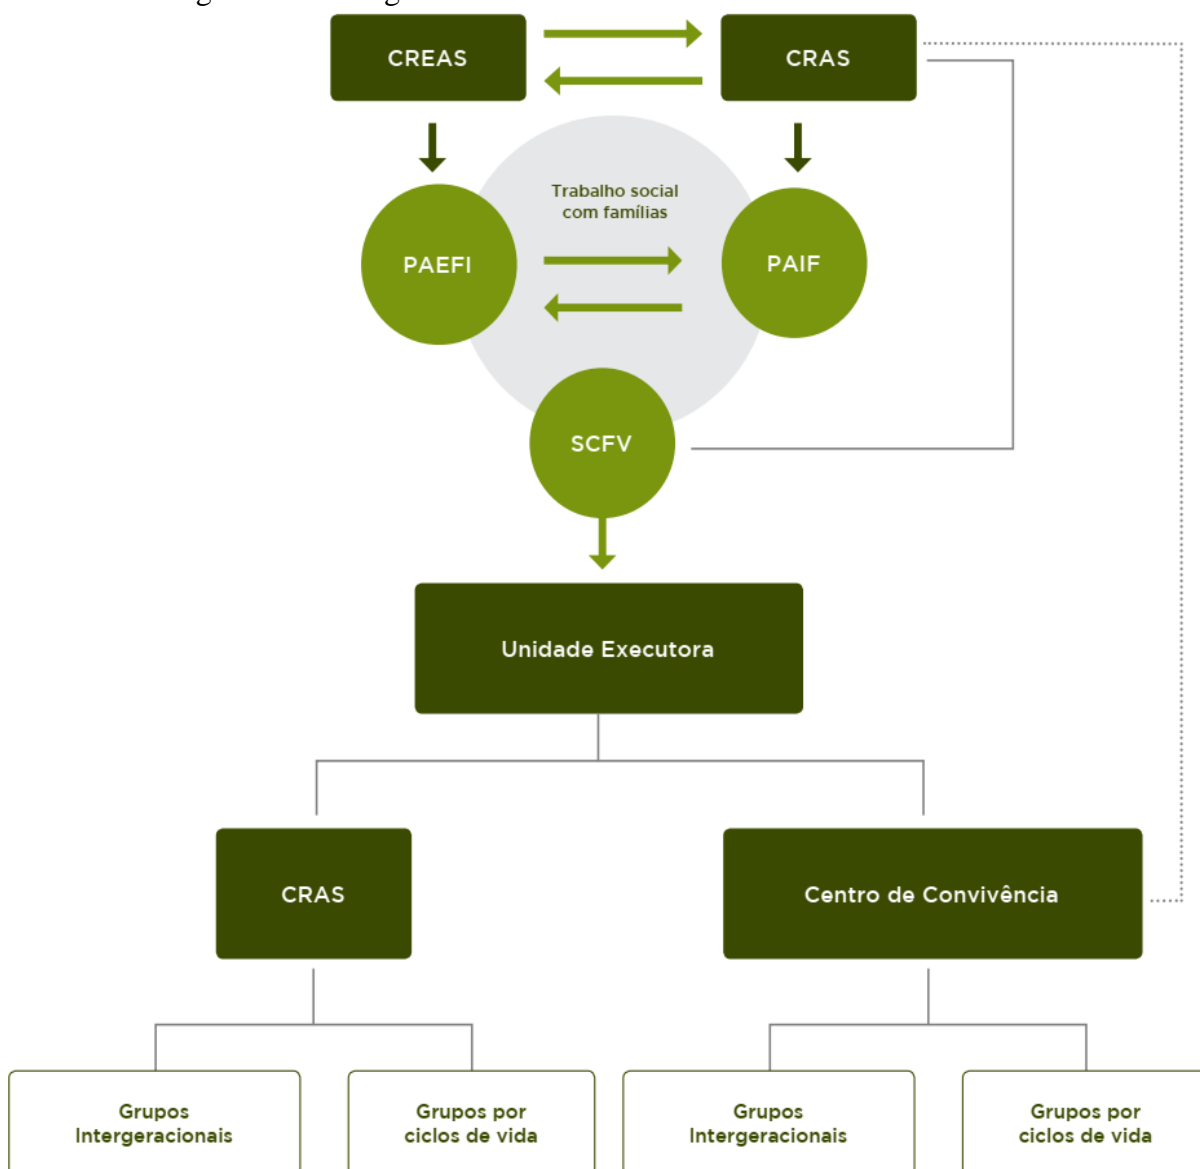 CREAS
CRAS
Trabalho social
com famílias
PAEFI
PAIF
SCFV
Unidade Executora
CRAS
Centro de Convivência
Grupos
Intergeracionais
Grupos por
ciclos de vida
Grupos
Intergeracionais
Grupos por
ciclos de vida